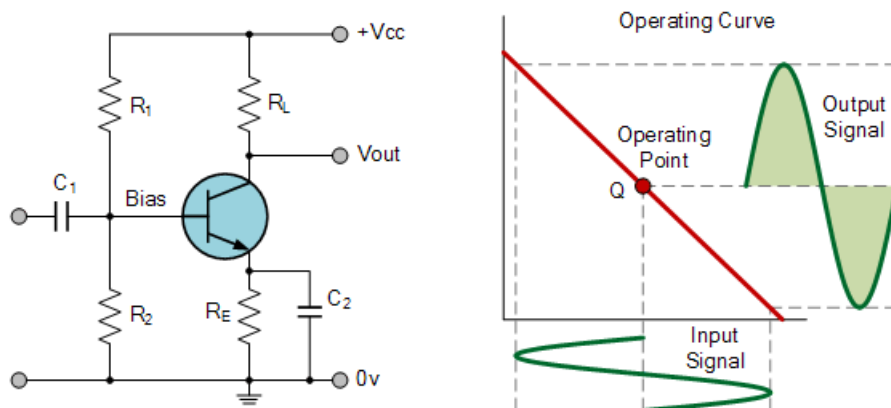 +Vcc
R1
RL
Vout
C1
Bias
R2
RE
C2
0v
Operating Curve
Output
Signal
Operating
Point
Q
Input
Signal